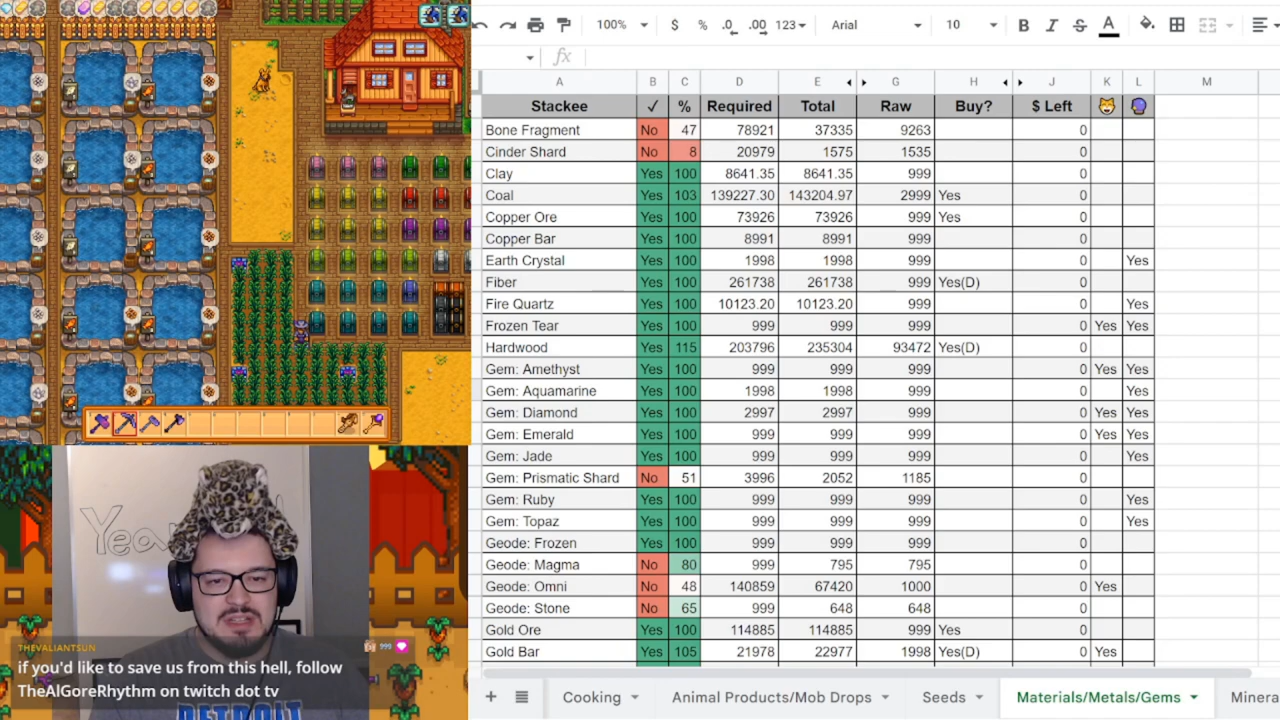 100%
$
%
.0
.00
123
Arial
10
B
I
S
A
fx
A B C D E G H J K L M
Stackee ✓ % Required Total Raw Buy? $ Left
Bone Fragment No 47 78921 37335 9263 0
Cinder Shard No 8 20979 1575 1535 0
Clay Yes 100 8641.35 8641.35 999 0
Coal Yes 103 139227.30 143204.97 2999 Yes 0
Copper Ore Yes 100 73926 73926 999 Yes 0
Copper Bar Yes 100 8991 8991 999 0
Earth Crystal Yes 100 1998 1998 999 0 Yes
Fiber Yes 100 261738 261738 999 Yes(D) 0
Fire Quartz Yes 100 10123.20 10123.20 999 0 Yes
Frozen Tear Yes 100 999 999 999 0 Yes Yes
Hardwood Yes 115 203796 235304 93472 Yes(D) 0
Gem: Amethyst Yes 100 999 999 999 0 Yes Yes
Gem: Aquamarine Yes 100 1998 1998 999 0 Yes
Gem: Diamond Yes 100 2997 2997 999 0 Yes Yes
Gem: Emerald Yes 100 999 999 999 0 Yes Yes
Gem: Jade Yes 100 999 999 999 0 Yes
Gem: Prismatic Shard No 51 3996 2052 1185 0
Gem: Ruby Yes 100 999 999 999 0 Yes
Gem: Topaz Yes 100 999 999 999 0 Yes
Geode: Frozen Yes 100 999 999 999 0
Geode: Magma No 80 999 795 795 0
Geode: Omni No 48 140859 67420 1000 0 Yes
Geode: Stone No 65 999 648 648 0
Gold Ore Yes 100 114885 114885 999 Yes 0
Gold Bar Yes 105 21978 22977 1998 Yes(D) 0 Yes
Cooking Animal Products/Mob Drops Seeds Materials/Metals/Gems Minera
Yea
THEVALIANTSUN
999
if you'd like to save us from this hell, follow
TheAlGoreRhythm on twitch dot tv
DETROIT